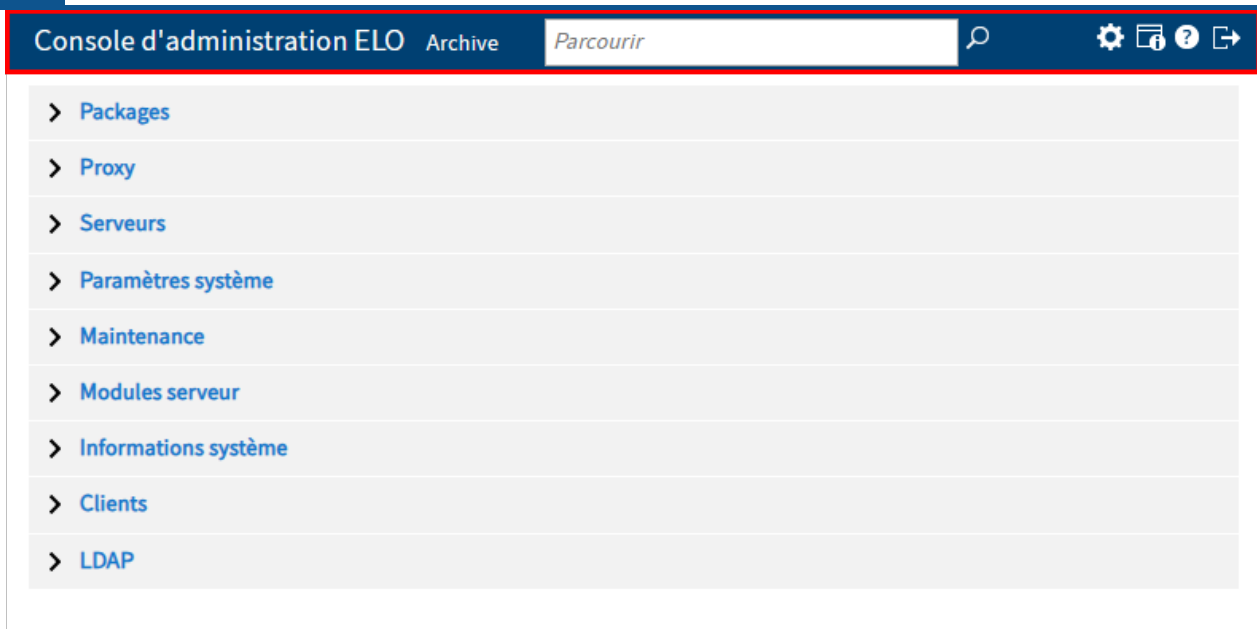 Console d'administration ELO Archive Parcourir
Packages
Proxy
Serveurs
Paramètres système
Maintenance
Modules serveur
Informations système
Clients
LDAP